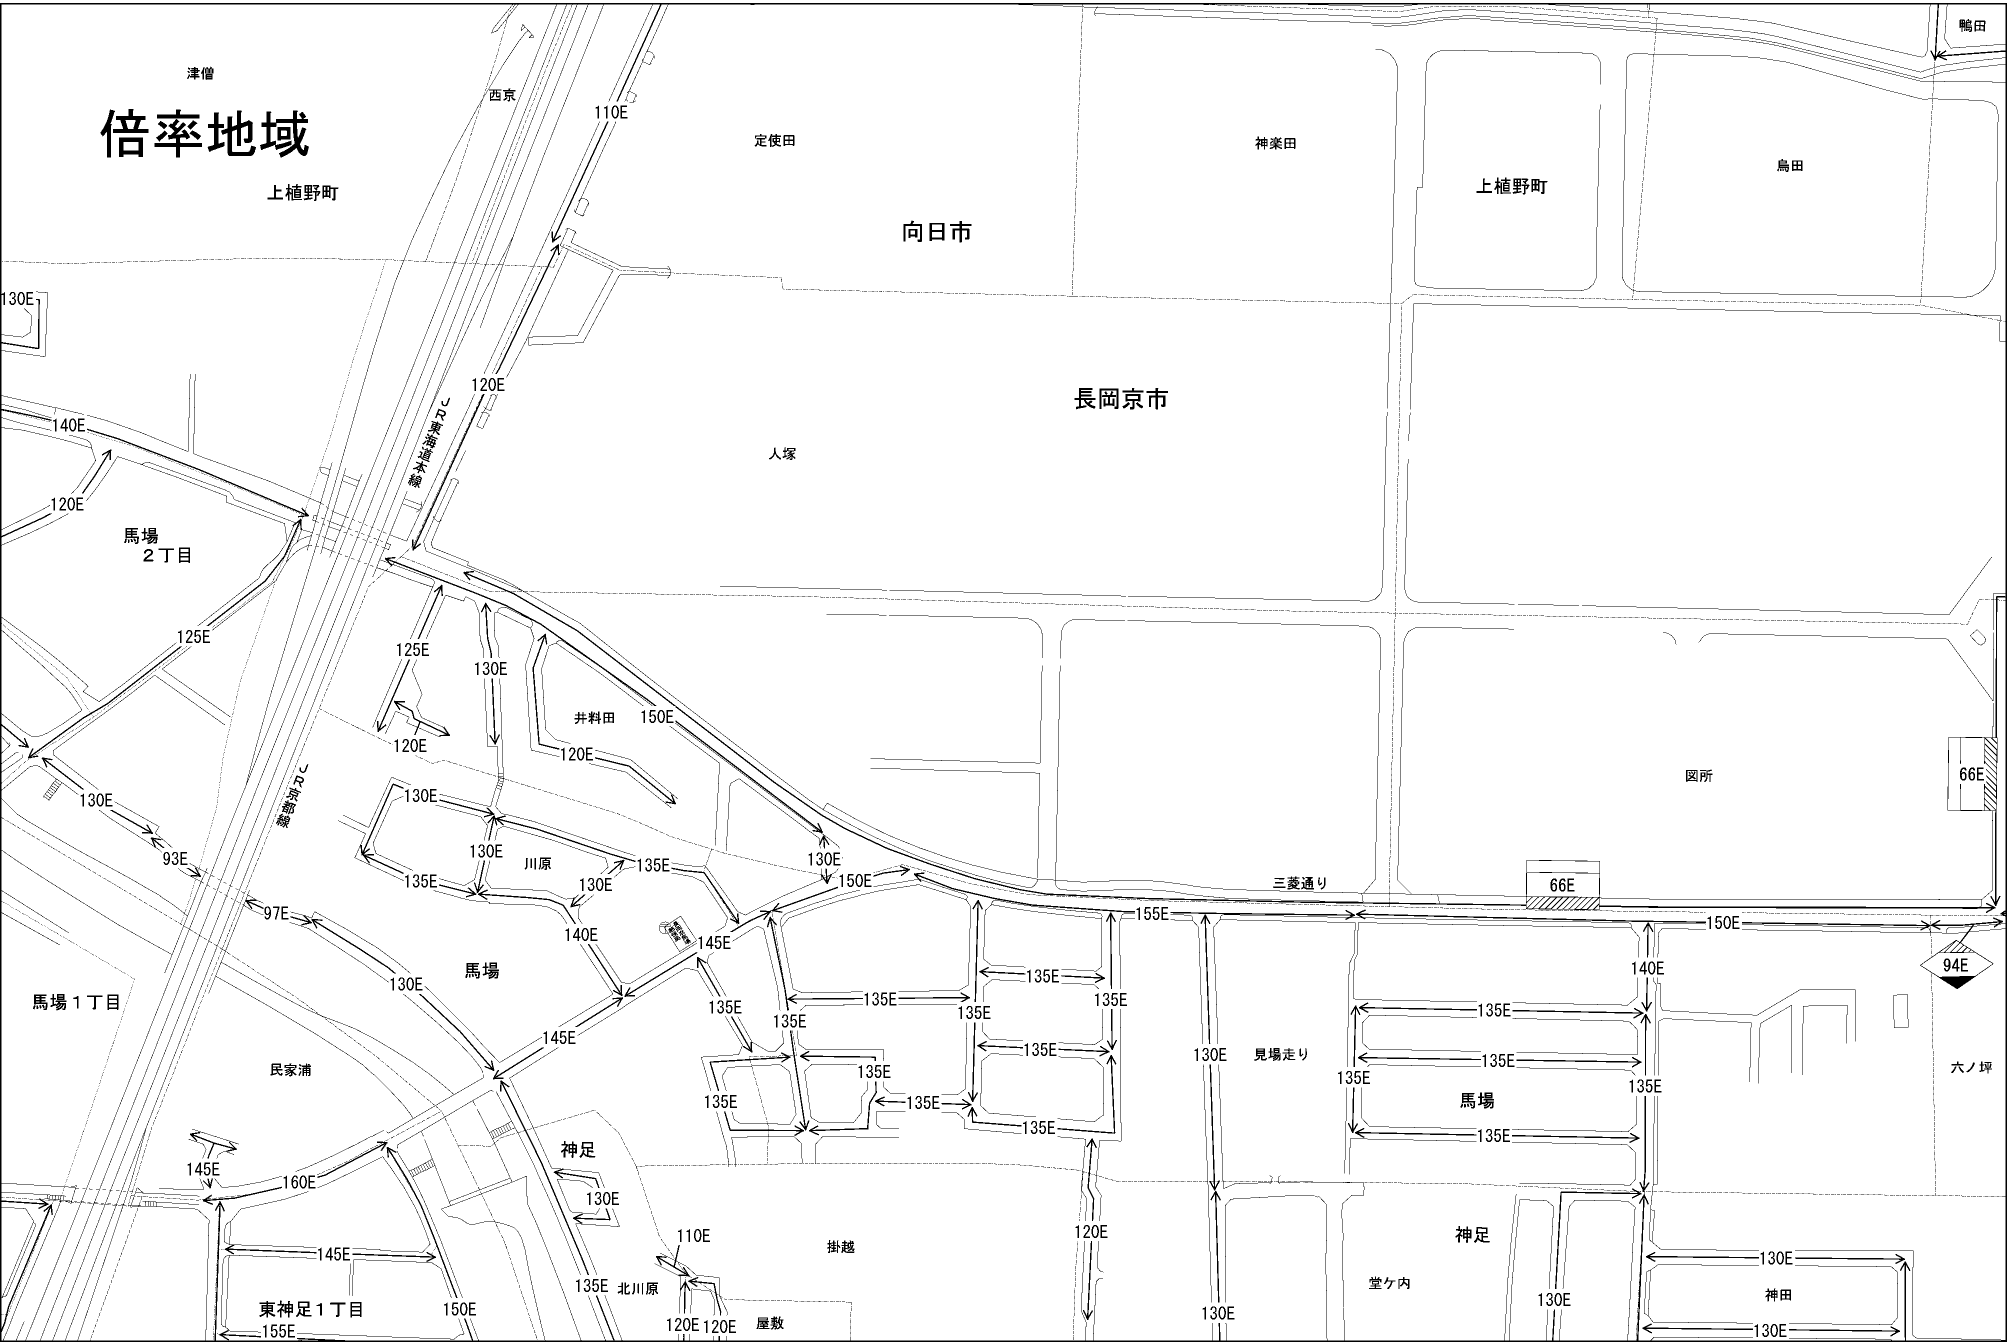 鴨田
津僧
西京
110E
倍率地域
定使田
神楽田
上植野町
鳥田
上植野町
向日市
130E
120E
長岡京市
JR東海道本線
140E
人塚
120E
馬場
2丁目
125E
125E
130E
150E
井料田
120E
120E
図所
66E
JR京都線
130E
130E
93E
130E
川原
135E
130E
135E
130E
150E
三菱通り
66E
97E
155E
150E
140E
145E
94E
馬場
140E
130E
馬場1丁目
135E
135E
135E
135E
135E
135E
135E
145E
135E
130E
見場走り
135E
民家浦
135E
135E
135E
六ノ坪
135E
135E
馬場
135E
135E
神足
145E
160E
130E
120E
神足
110E
掛越
145E
130E
135E
北川原
堂ケ内
神田
東神足1丁目
150E
130E
130E
155E
120E
120E
屋敷
130E